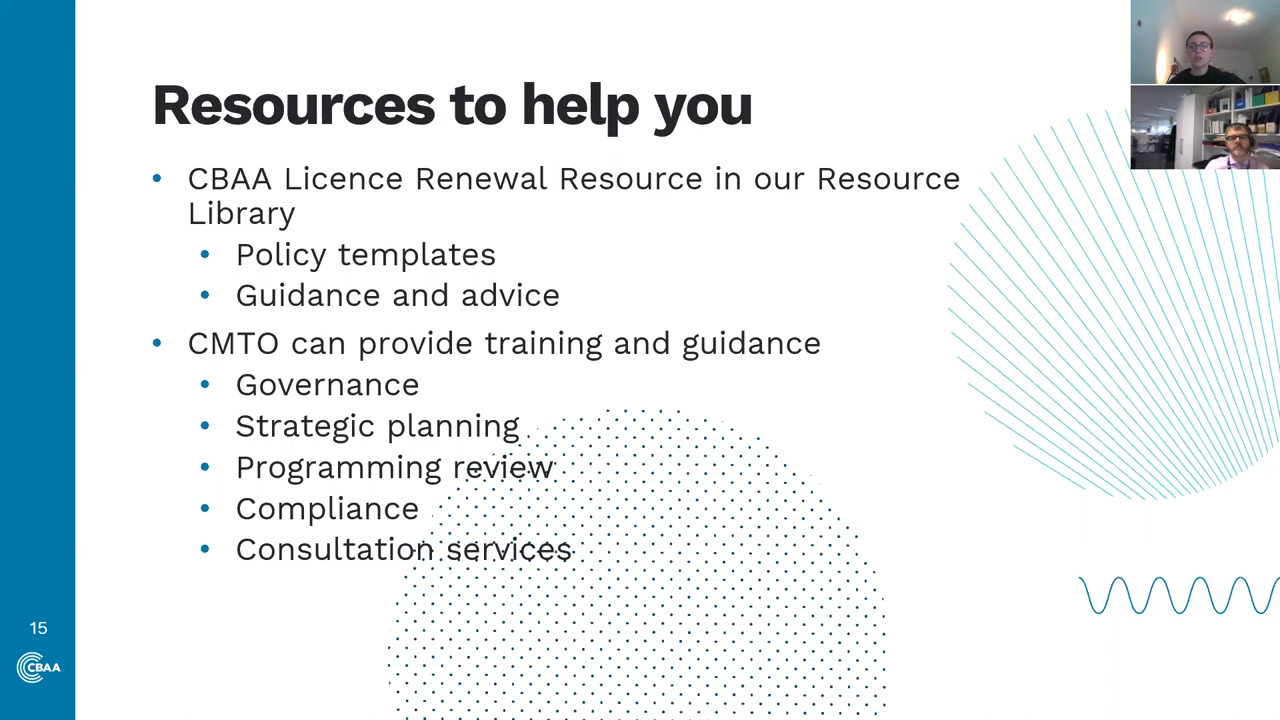 Resources to help you
• CBAA Licence Renewal Resource in our Resource
Library
• Policy templates
• Guidance and advice
• CMTO can provide training and guidance
• Governance
• Strategic planning
• Programming review
• Compliance
• Consultation services
15
CBAA